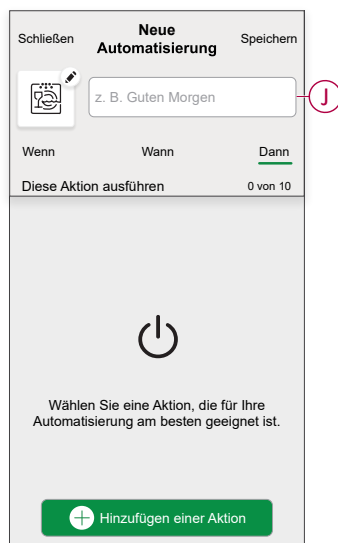 Schließen
Neue
Automatisierung
Speichern
z. B. Guten Morgen
J
Wenn
Wann
Dann
Diese Aktion ausführen
0 von 10
Wählen Sie eine Aktion, die für Ihre
Automatisierung am besten geeignet ist.
Hinzufügen einer Aktion